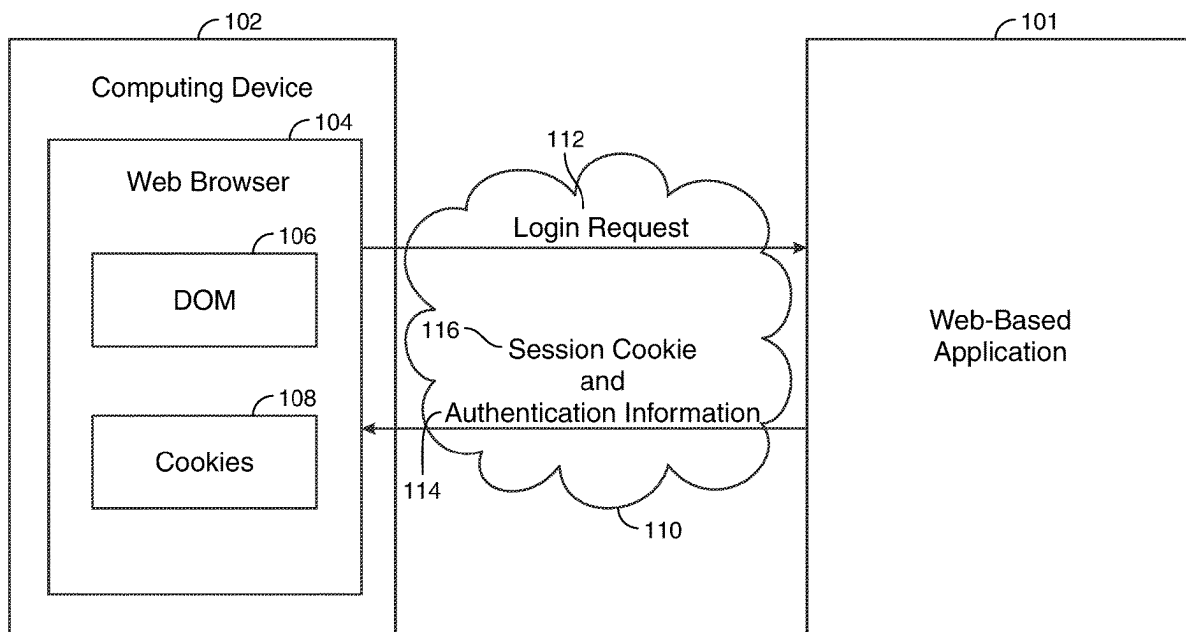 102
101
Computing Device
104
112
Web Browser
Login Request
106
DOM
116
Session Cookie
and
Authentication Information
Web-Based
Application
108
Cookies
114
110